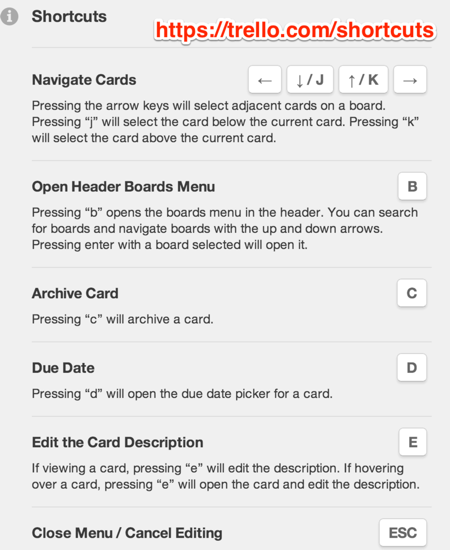 Shortcuts
https://trello.com/shortcuts
Navigate Cards ← ↓ / J ↑ / K →
Pressing the arrow keys will select adjacent cards on a board.
Pressing “j” will select the card below the current card. Pressing “k”
will select the card above the current card.
Open Header Boards Menu B
Pressing “b” opens the boards menu in the header. You can search
for boards and navigate boards with the up and down arrows.
Pressing enter with a board selected will open it.
Archive Card C
Pressing “c” will archive a card.
Due Date D
Pressing “d” will open the due date picker for a card.
Edit the Card Description E
If viewing a card, pressing “e” will edit the description. If hovering
over a card, pressing “e” will open the card and edit the description.
Close Menu / Cancel Editing ESC